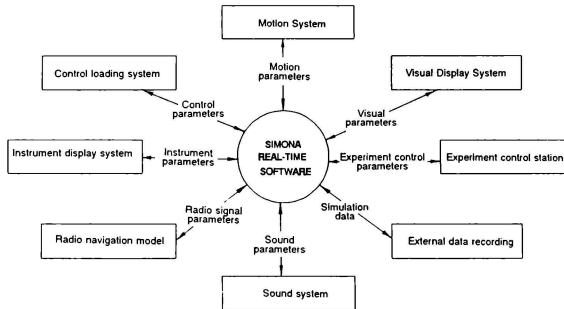 Motion System
Motion
parameters
Control loading system
Visual Display System
Control
parameters
Visual
parameters
SIMONA
REAL-TIME
SOFTWARE
Instrument display system
Instrument
parameters
Experiment control
parameters
Experiment control station
Radio signal
parameters
Simulation
data
Radio navigation model
Sound
parameters
External data recording
Sound system